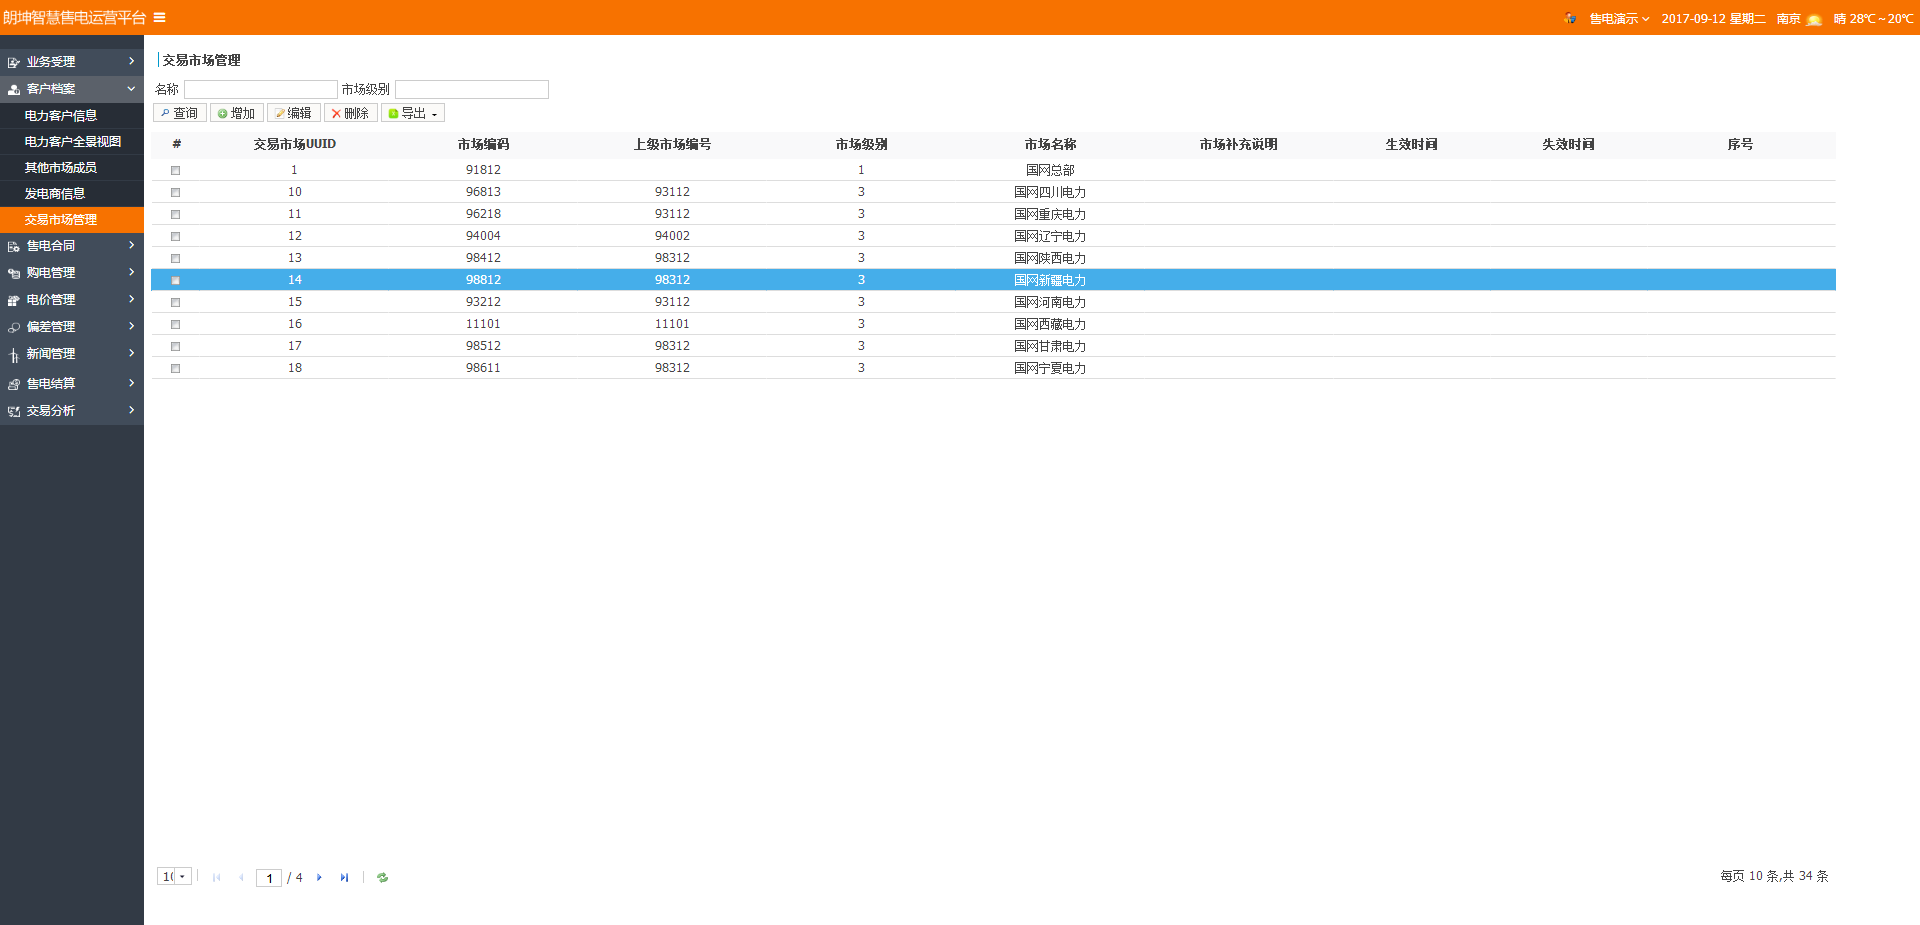 朗坤智慧售电运营平台
售电演示 2017-09-12 星期二 南京 晴 28℃~20℃
业务受理
客户档案
电力客户信息
电力客户全景视图
其他市场成员
发电商信息
交易市场管理
售电合同
购电管理
电价管理
偏差管理
新闻管理
售电结算
交易分析
交易市场管理
名称 市场级别
查询 增加 编辑 删除 导出
# 交易市场UUID 市场编码 上级市场编号 市场级别 市场名称 市场补充说明 生效时间 失效时间 序号
1 91812 1 国网总部
10 96813 93112 3 国网四川电力
11 96218 93112 3 国网重庆电力
12 94004 94002 3 国网辽宁电力
13 98412 98312 3 国网陕西电力
14 98812 98312 3 国网新疆电力
15 93212 93112 3 国网河南电力
16 11101 11101 3 国网西藏电力
17 98512 98312 3 国网甘肃电力
18 98611 98312 3 国网宁夏电力
10 1 / 4 每页 10 条,共 34 条